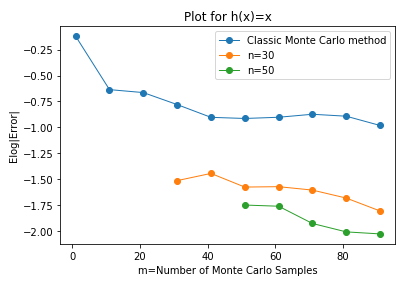 Plot for h(x)=x
Classic Monte Carlo method
n=30
n=50
Elog|Error|
-0.25
-0.50
-0.75
-1.00
-1.25
-1.50
-1.75
-2.00
0
20
40
60
80
m=Number of Monte Carlo Samples